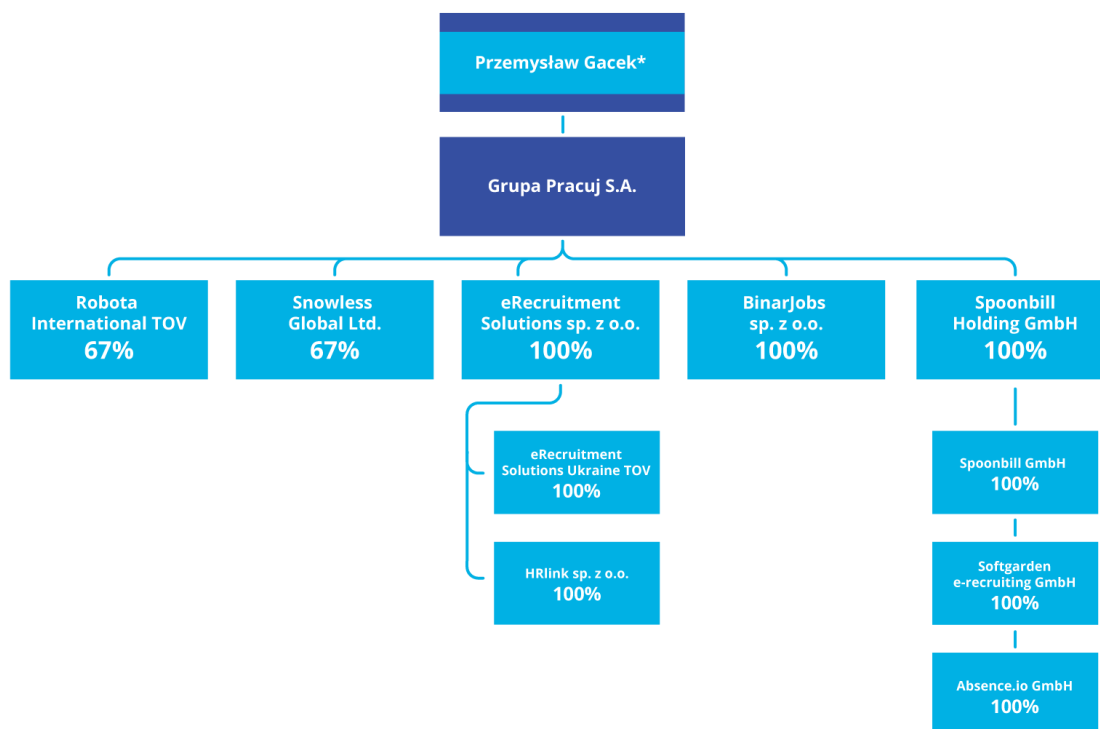 Przemysław Gacek*
Grupa Pracuj S.A.
Robota
International TOV
67%
Snowless
Global Ltd.
67%
eRecruitment
Solutions sp. z o.o.
100%
BinarJobs
sp. z o.o.
100%
Spoonbill
Holding GmbH
100%
eRecruitment
Solutions Ukraine TOV
100%
HRlink sp. z o.o.
100%
Spoonbill GmbH
100%
Softgarden
e-recruiting GmbH
100%
Absence.io GmbH
100%